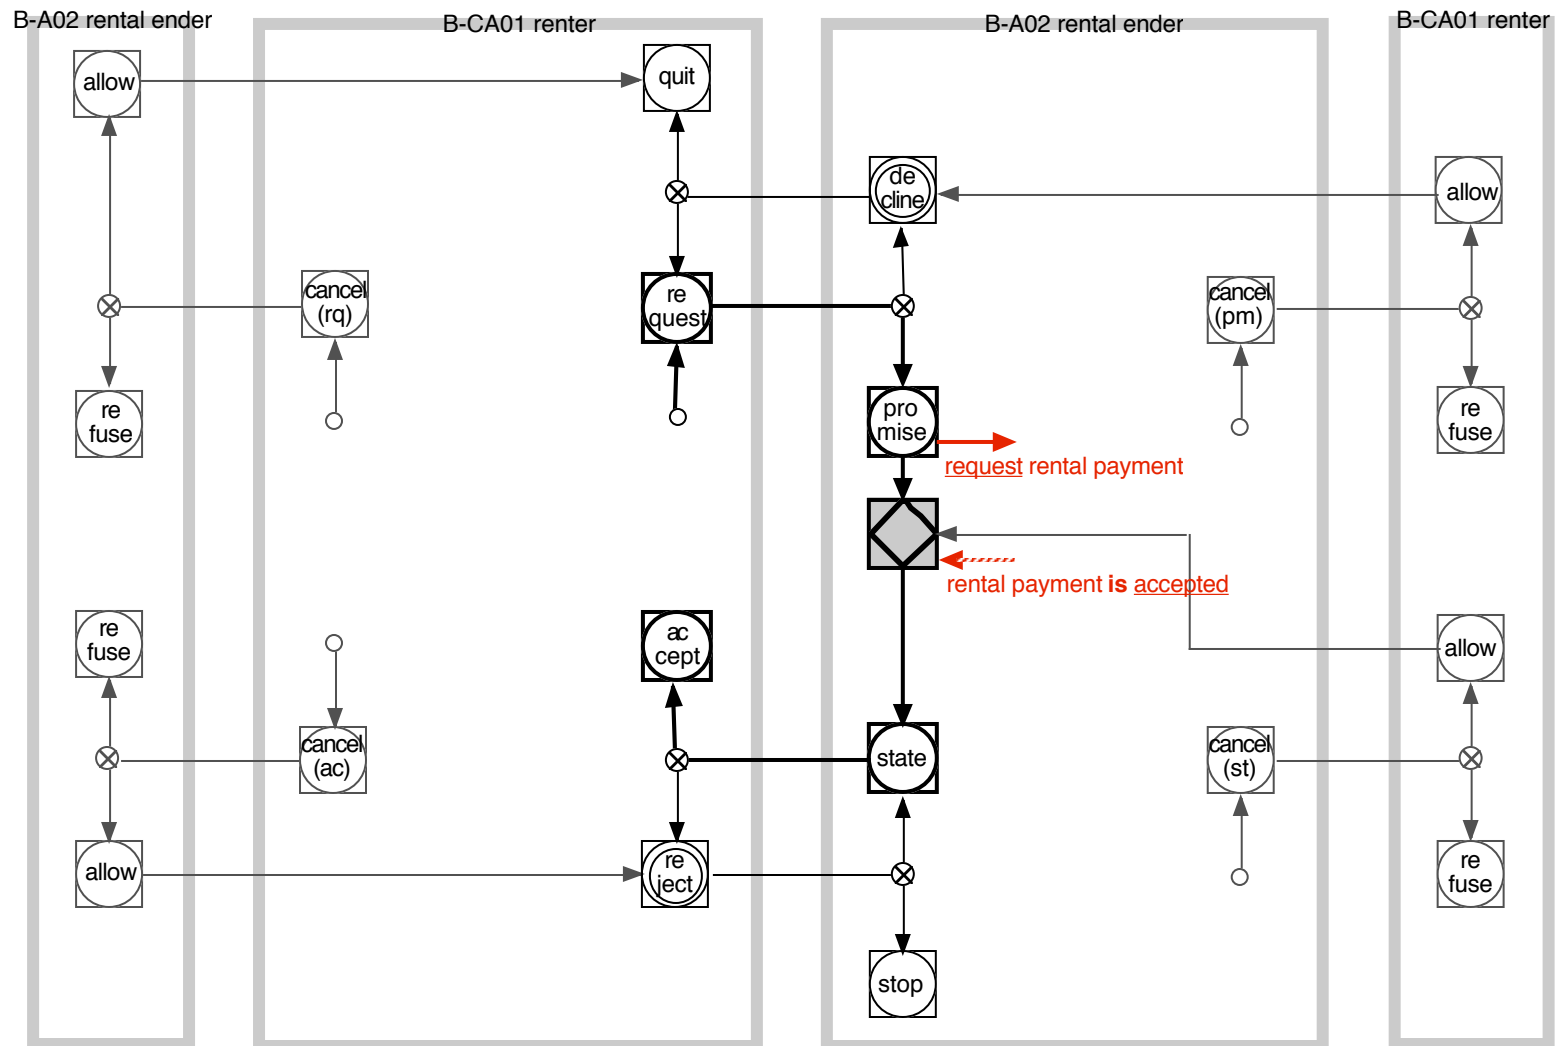 B-A02 rental ender
B-CA01 renter
B-A02 rental ender
B-CA01 renter
allow
quit
de
cline
allow
cancel
(rq)
re
quest
cancel
(pm)
re
fuse
pro
mise
re
fuse
request rental payment
rental payment is accepted
re
fuse
ac
cept
allow
cancel
(ac)
state
cancel
(st)
allow
re
ject
re
fuse
stop